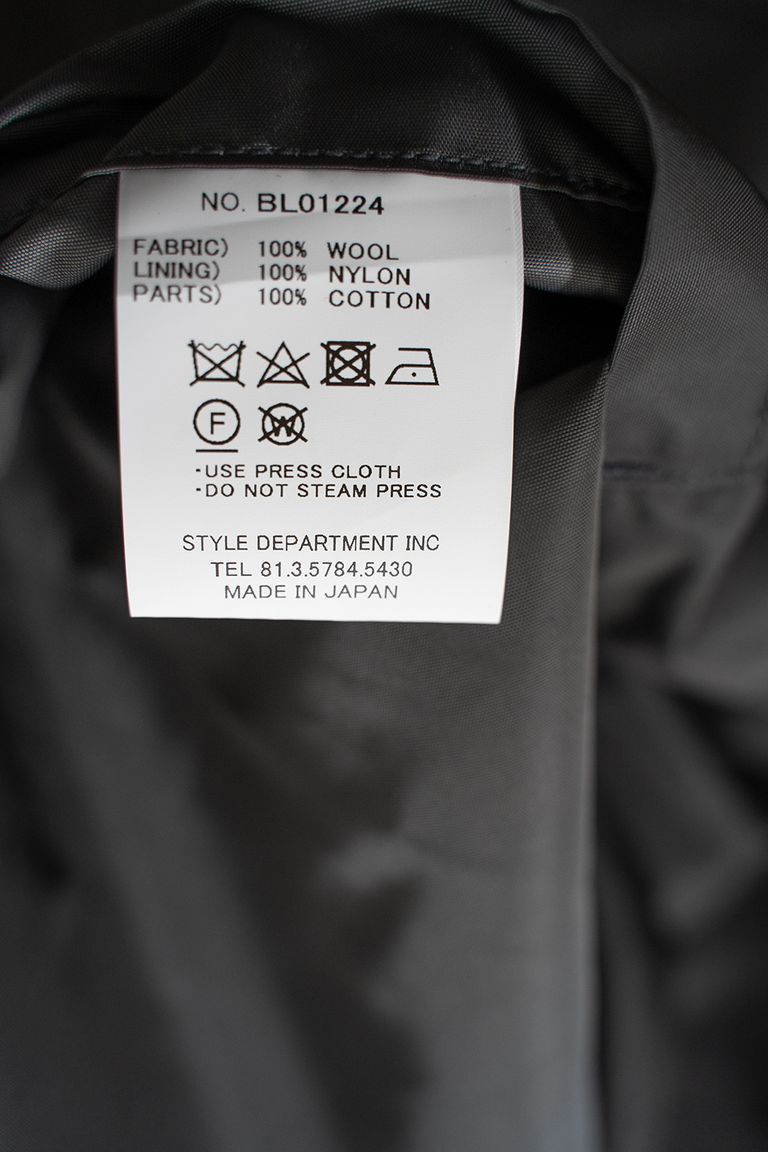 NO. BL01224
FABRIC) 100% WOOL
LINING) 100% NYLON
PARTS) 100% COTTON
F W
·USE PRESS CLOTH
·DO NOT STEAM PRESS
STYLE DEPARTMENT INC
TEL 81.3.5784.5430
MADE IN JAPAN